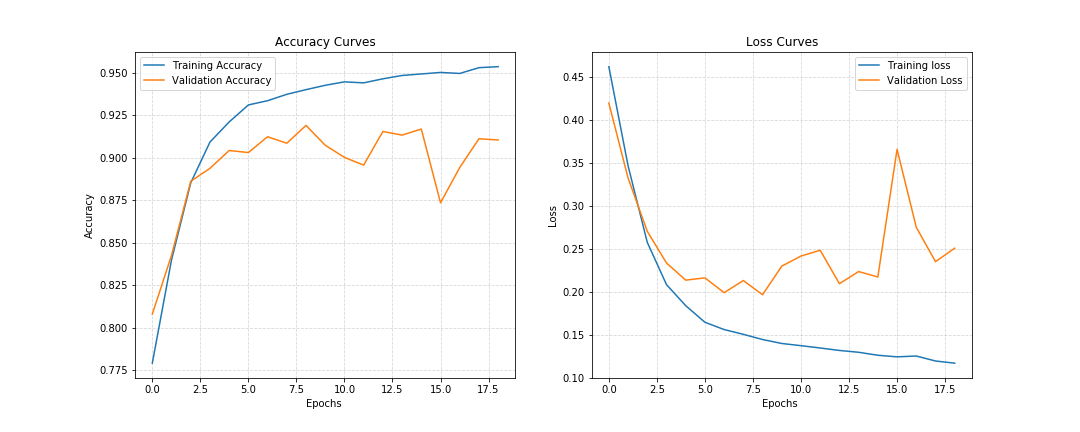 Accuracy Curves
Training Accuracy
Validation Accuracy
0.950
0.925
0.900
0.875
0.850
0.825
0.800
0.775
Accuracy
0.0 2.5 5.0 7.5 10.0 12.5 15.0 17.5
Epochs
Loss Curves
Training loss
Validation Loss
0.45
0.40
0.35
0.30
0.25
0.20
0.15
0.10
Loss
0.0 2.5 5.0 7.5 10.0 12.5 15.0 17.5
Epochs